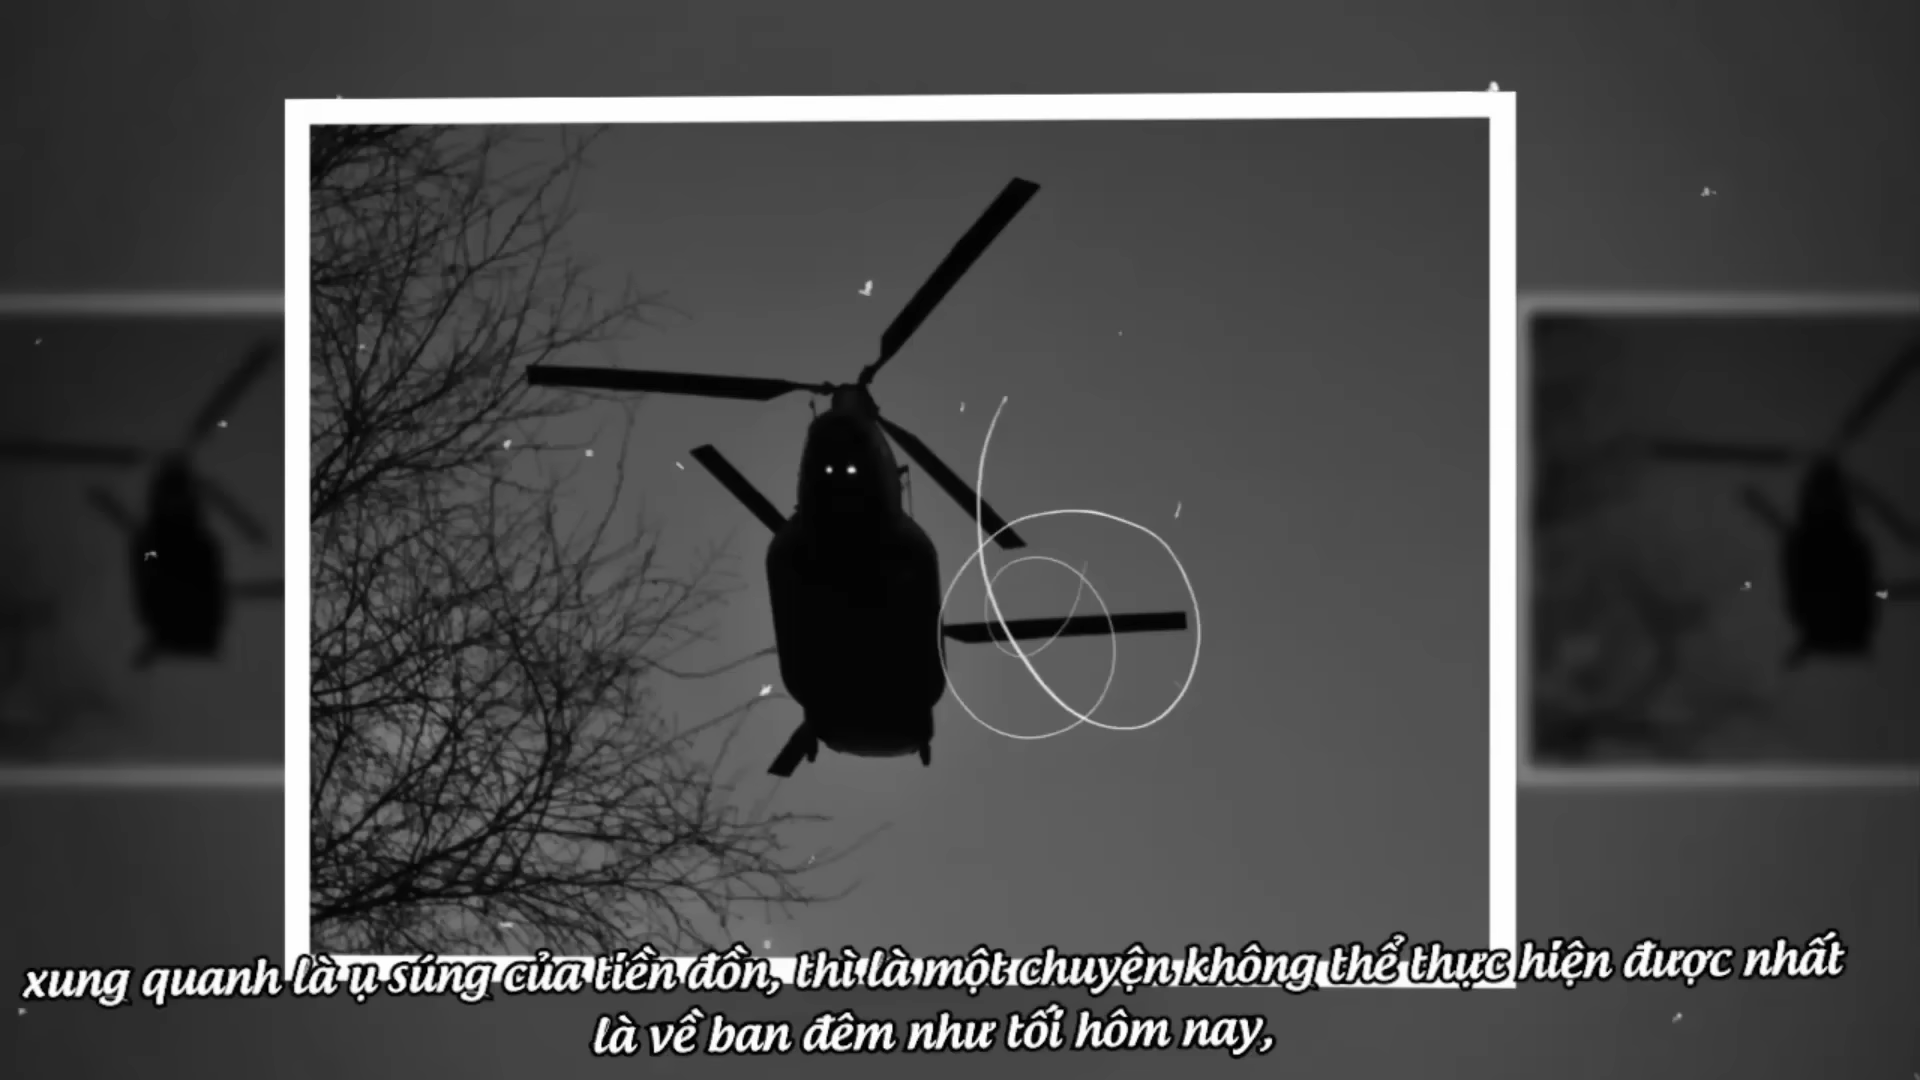 xung quanh là ụ súng của tiền đồn, thì là một chuyện không thể thực hiện được nhất
là về ban đêm như tối hôm nay,